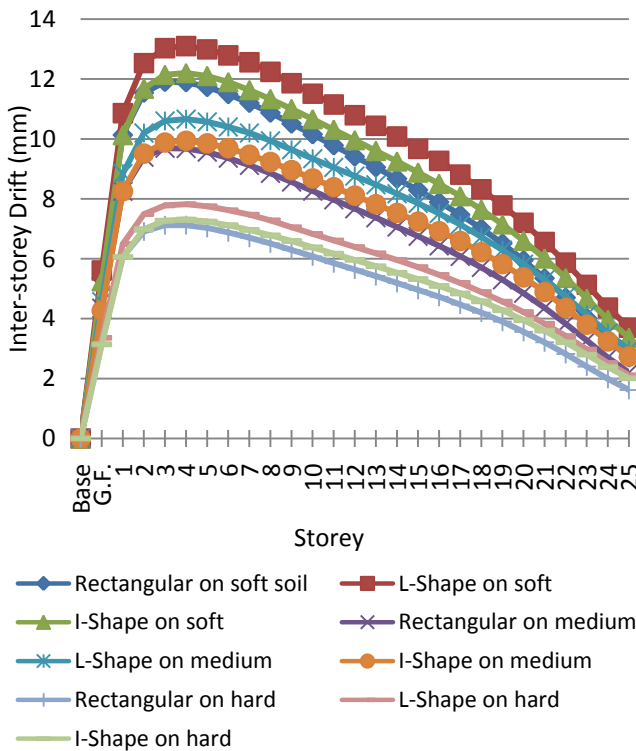 14
12
10
8
6
4
2
0
Inter-storey Drift (mm)
Base
G.F.
1
2
3
4
5
6
7
8
9
10
11
12
13
14
15
16
17
18
19
20
21
22
23
24
25
Storey
Rectangular on soft soil
L-Shape on soft
I-Shape on soft
Rectangular on medium
L-Shape on medium
I-Shape on medium
Rectangular on hard
L-Shape on hard
I-Shape on hard